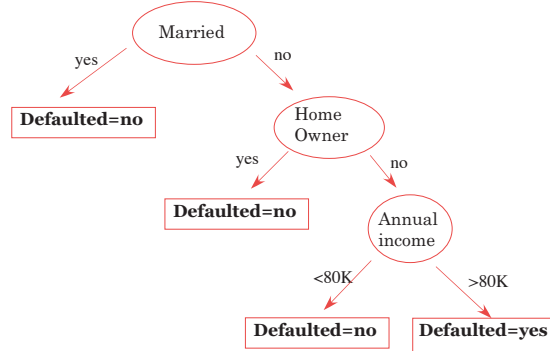 Married
yes
no
Defaulted=no
Home
Owner
yes
no
Defaulted=no
Annual
income
<80K
>80K
Defaulted=no
Defaulted=yes